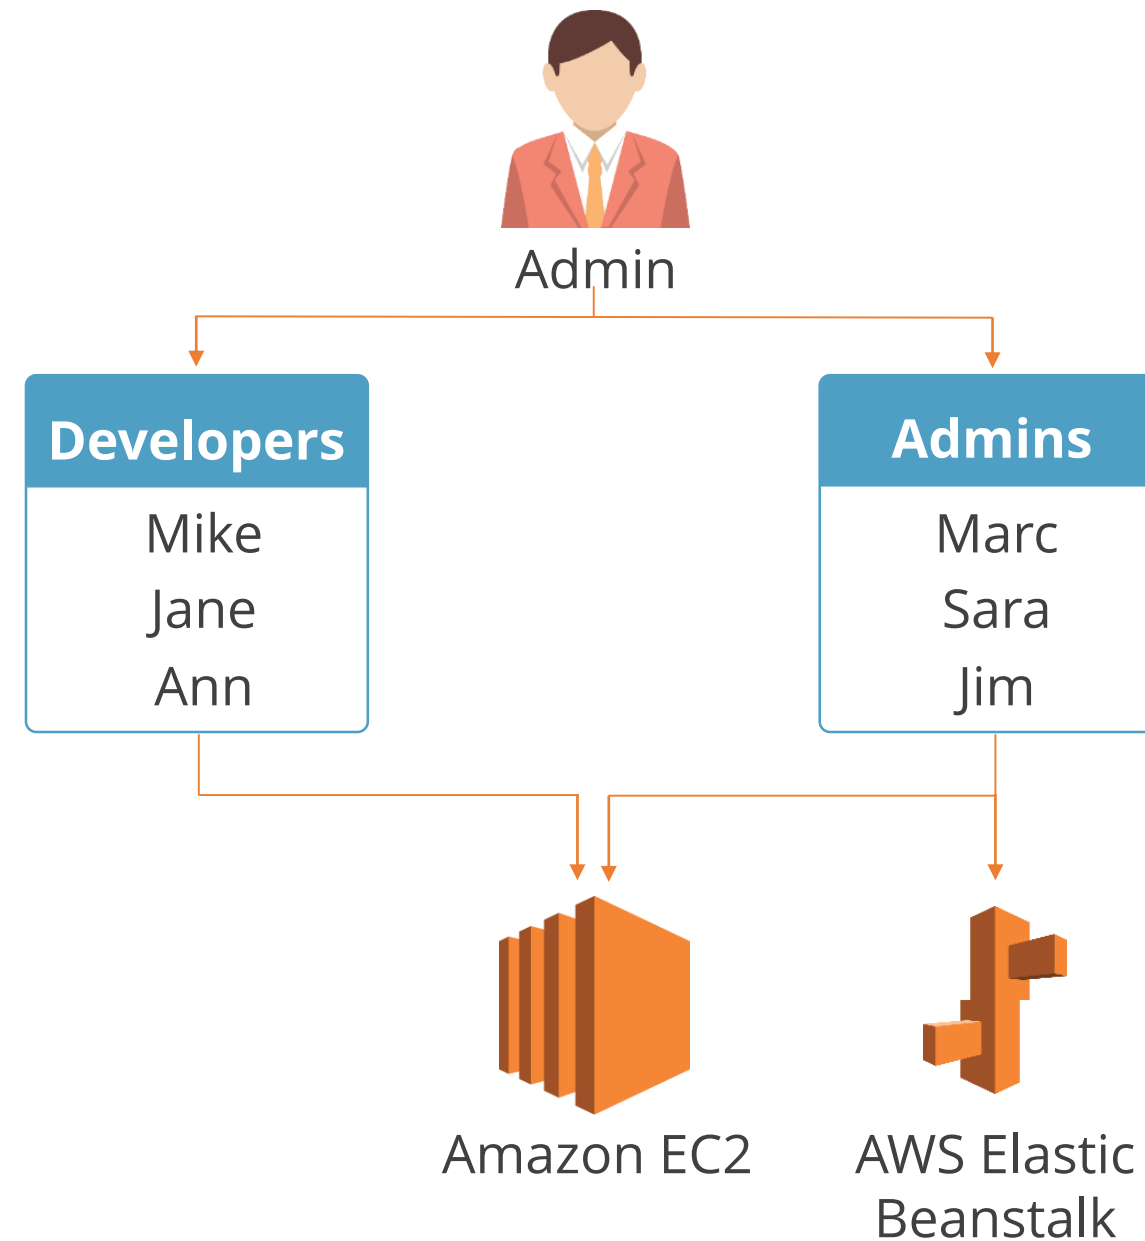 Admin
Developers
Mike
Jane
Ann
Admins
Marc
Sara
Jim
Amazon EC2
AWS Elastic
Beanstalk